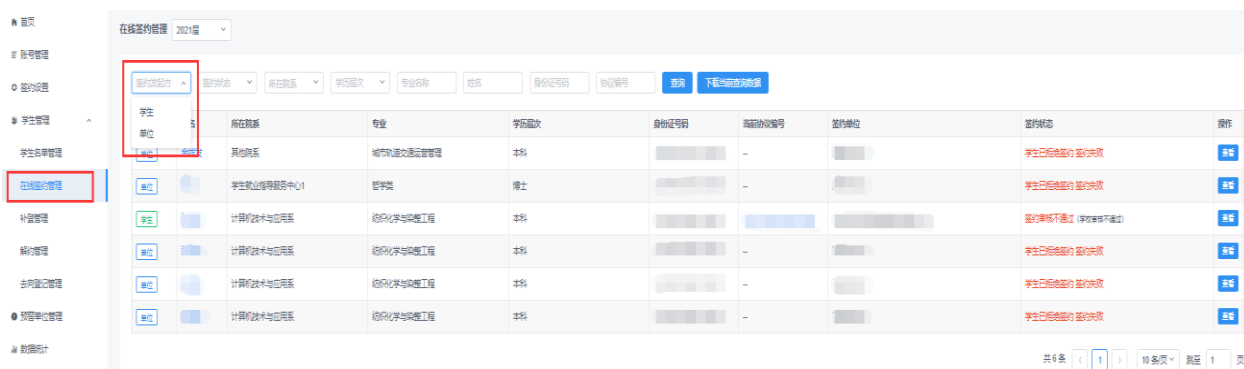 首页
账号管理
签约设置
学生管理
学生名单管理
在线签约管理
补登管理
解约管理
去向登记管理
预警单位管理
数据统计
在线签约管理 2021届
签约发起方 签约状态 所在院系 学历层次 专业名称 姓名 身份证号码 协议编号 查询 下载当前查询数据
学生
单位
名 所在院系 专业 学历层次 身份证号码 当前协议编号 签约单位 签约状态 操作
单位 其他院系 城市轨道交通运营管理 本科 – 学生已拒绝签约 签约失败 查看
单位 学生就业指导服务中心1 哲学类 博士 – 学生已拒绝签约 签约失败 查看
学生 计算机技术与应用系 纺织化学与染整工程 本科 签约审核不通过 (学校审核不通过) 查看
单位 计算机技术与应用系 纺织化学与染整工程 本科 – 学生已拒绝签约 签约失败 查看
单位 计算机技术与应用系 纺织化学与染整工程 本科 – 学生已拒绝签约 签约失败 查看
单位 计算机技术与应用系 纺织化学与染整工程 本科 – 学生已拒绝签约 签约失败 查看
共6条 < 1 > 10条/页 跳至 1 页